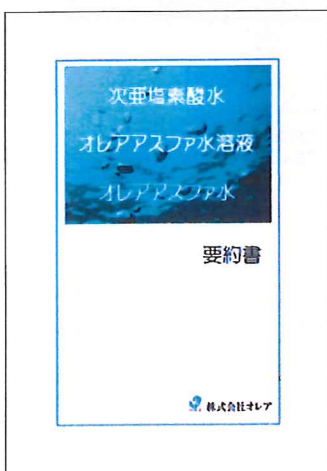 次亜塩素酸水
オレアアスファ水溶液
オレアアスファ水
要約書
株式会社オレア